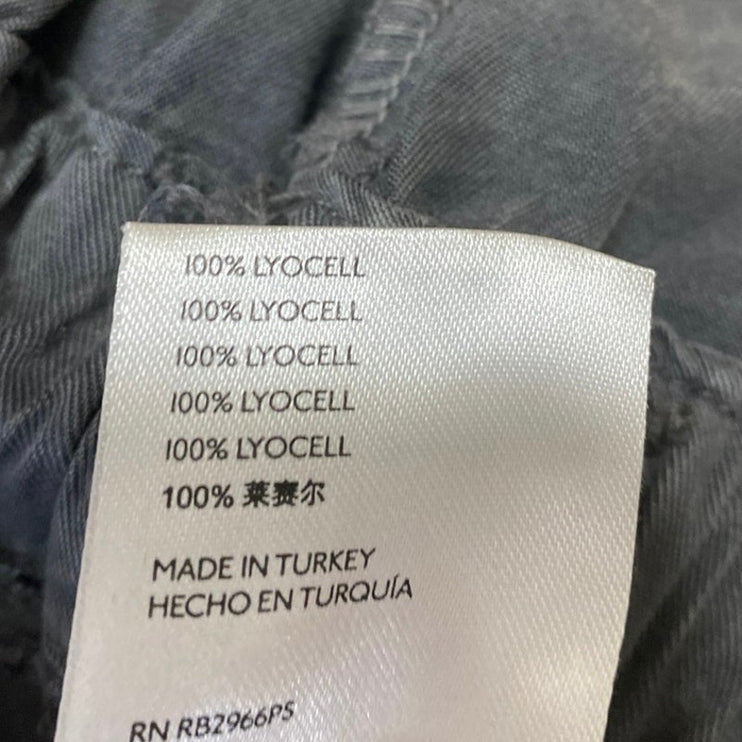 100% LYOCELL
100% LYOCELL
100% LYOCELL
100% LYOCELL
100% LYOCELL
100% 莱赛尔
MADE IN TURKEY
HECHO EN TURQUÍA
RN RB2966PS